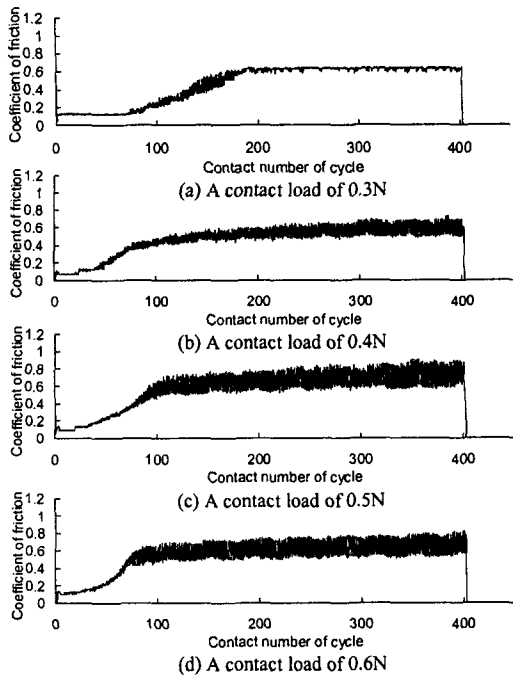 Coefficient of friction
1.2
1
0.8
0.6
0.4
0.2
0
0 100 200 300 400
Contact number of cycle
(a) A contact load of 0.3N
Coefficient of friction
1.2
1
0.8
0.6
0.4
0.2
0
0 100 200 300 400
Contact number of cycle
(b) A contact load of 0.4N
Coefficient of friction
1.2
1
0.8
0.6
0.4
0.2
0
0 100 200 300 400
Contact number of cycle
(c) A contact load of 0.5N
Coefficient of friction
1.2
1
0.8
0.6
0.4
0.2
0
0 100 200 300 400
Contact number of cycle
(d) A contact load of 0.6N